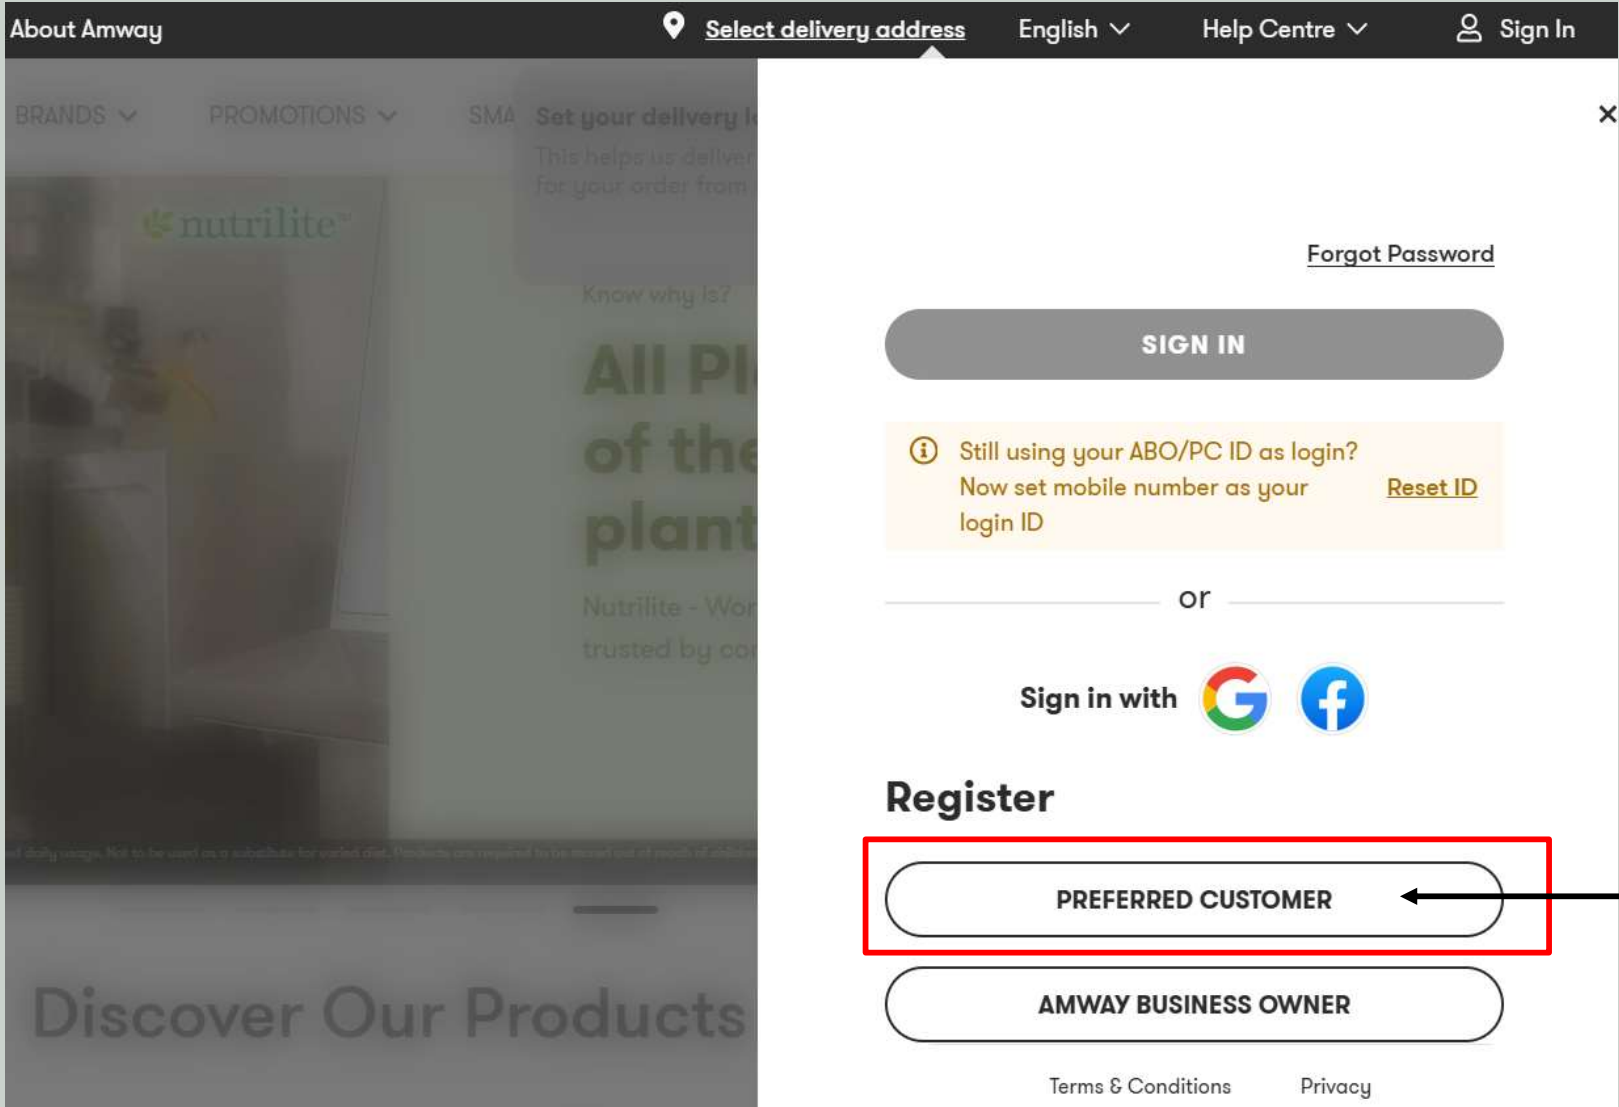 About Amway
Select delivery address
English
Help Centre
Sign In
BRANDS
PROMOTIONS
SMA
Set your delivery
This helps us deliver
for your order from
nutrilite
Know why is?
All
of the
plant
Nutrilite -
trusted by
Forgot Password
SIGN IN
Still using your ABO/PC ID as login?
Now set mobile number as your
login ID
Reset ID
or
Sign in with
Register
PREFERRED CUSTOMER
AMWAY BUSINESS OWNER
Discover Our Products
Terms & Conditions
Privacy